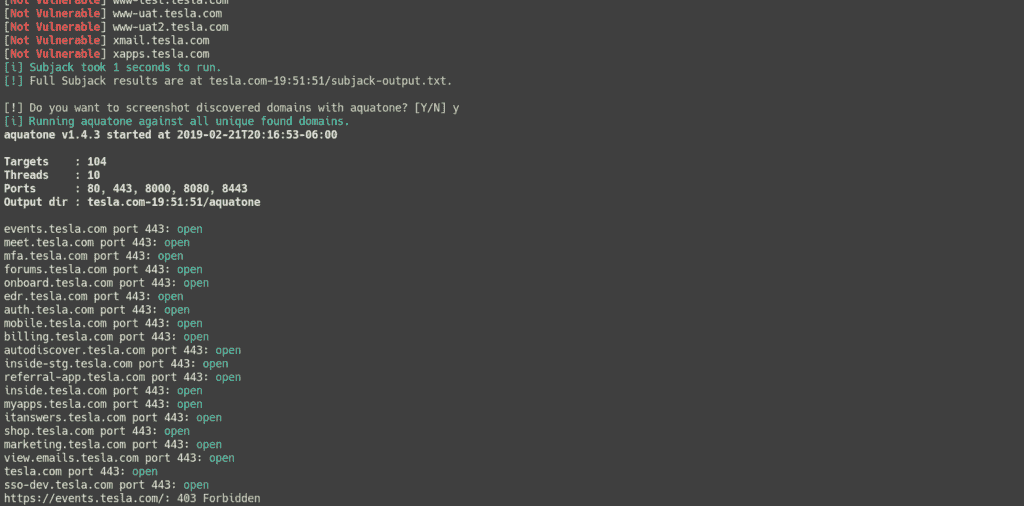 [Not Vulnerable] www-test.tesla.com
[Not Vulnerable] www-uat.tesla.com
[Not Vulnerable] www-uat2.tesla.com
[Not Vulnerable] xmail.tesla.com
[Not Vulnerable] xapps.tesla.com
[i] Subjack took 1 seconds to run.
[!] Full Subjack results are at tesla.com-19:51:51/subjack-output.txt.
[!] Do you want to screenshot discovered domains with aquatone? [Y/N] y
[i] Running aquatone against all unique found domains.
aquatone v1.4.3 started at 2019-02-21T20:16:53-06:00
Targets    : 104
Threads    : 10
Ports      : 80, 443, 8000, 8080, 8443
Output dir : tesla.com-19:51:51/aquatone
events.tesla.com port 443: open
meet.tesla.com port 443: open
mfa.tesla.com port 443: open
forums.tesla.com port 443: open
onboard.tesla.com port 443: open
edr.tesla.com port 443: open
auth.tesla.com port 443: open
mobile.tesla.com port 443: open
billing.tesla.com port 443: open
autodiscover.tesla.com port 443: open
inside-stg.tesla.com port 443: open
referral-app.tesla.com port 443: open
inside.tesla.com port 443: open
myapps.tesla.com port 443: open
itanswers.tesla.com port 443: open
shop.tesla.com port 443: open
marketing.tesla.com port 443: open
view.emails.tesla.com port 443: open
tesla.com port 443: open
sso-dev.tesla.com port 443: open
https://events.tesla.com/: 403 Forbidden